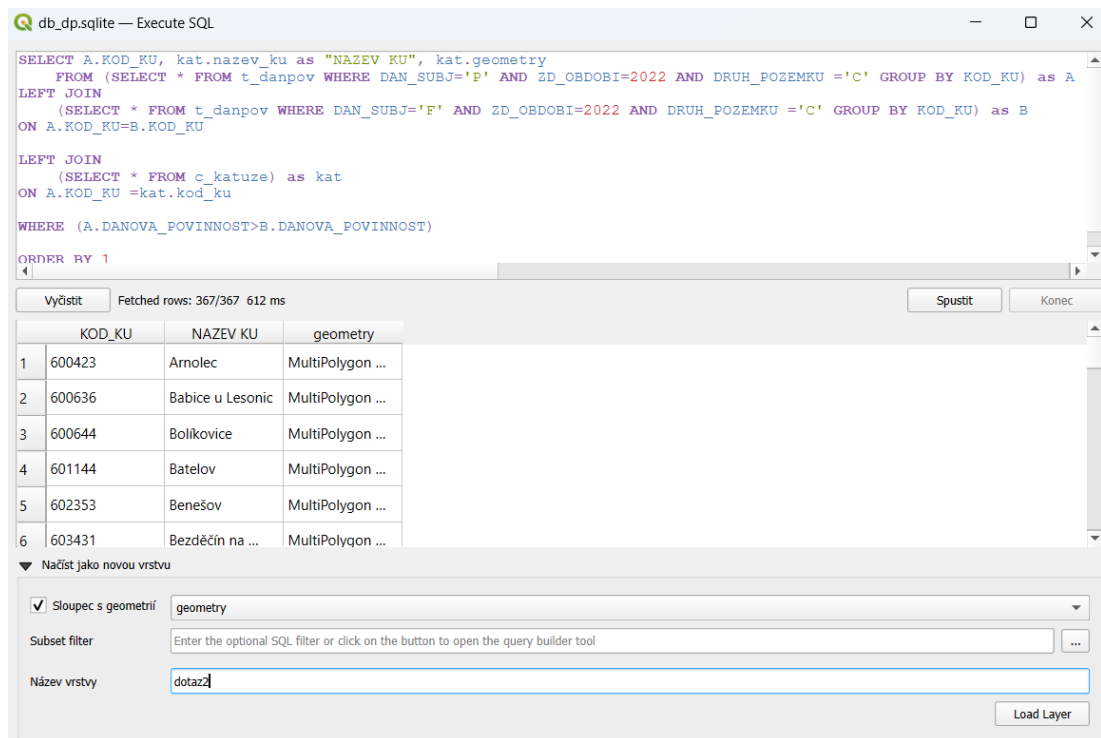 db_dp.sqlite — Execute SQL
SELECT A.KOD_KU, kat.nazev_ku as "NAZEV KU", kat.geometry
FROM (SELECT * FROM t_danpov WHERE DAN_SUBJ='P' AND ZD_OBDOBI=2022 AND DRUH_POZEMKU ='C' GROUP BY KOD_KU) as A
LEFT JOIN
(SELECT * FROM t_danpov WHERE DAN_SUBJ='F' AND ZD_OBDOBI=2022 AND DRUH_POZEMKU ='C' GROUP BY KOD_KU) as B
ON A.KOD_KU=B.KOD_KU
LEFT JOIN
(SELECT * FROM c_katuze) as kat
ON A.KOD_KU =kat.kod_ku
WHERE (A.DANOVA_POVINNOST>B.DANOVA_POVINNOST)
ORDER BY 1
Vyčistit Fetched rows: 367/367 612 ms Spustit Konec
KOD_KU NAZEV KU geometry
1 600423 Arnolec MultiPolygon ...
2 600636 Babice u Lesonic MultiPolygon ...
3 600644 Bolíkovice MultiPolygon ...
4 601144 Batelov MultiPolygon ...
5 602353 Benešov MultiPolygon ...
6 603431 Bezděčín na ... MultiPolygon ...
Načíst jako novou vrstvu
Sloupec s geometrií geometry
Subset filter Enter the optional SQL filter or click on the button to open the query builder tool ...
Název vrstvy dotaz2
Load Layer